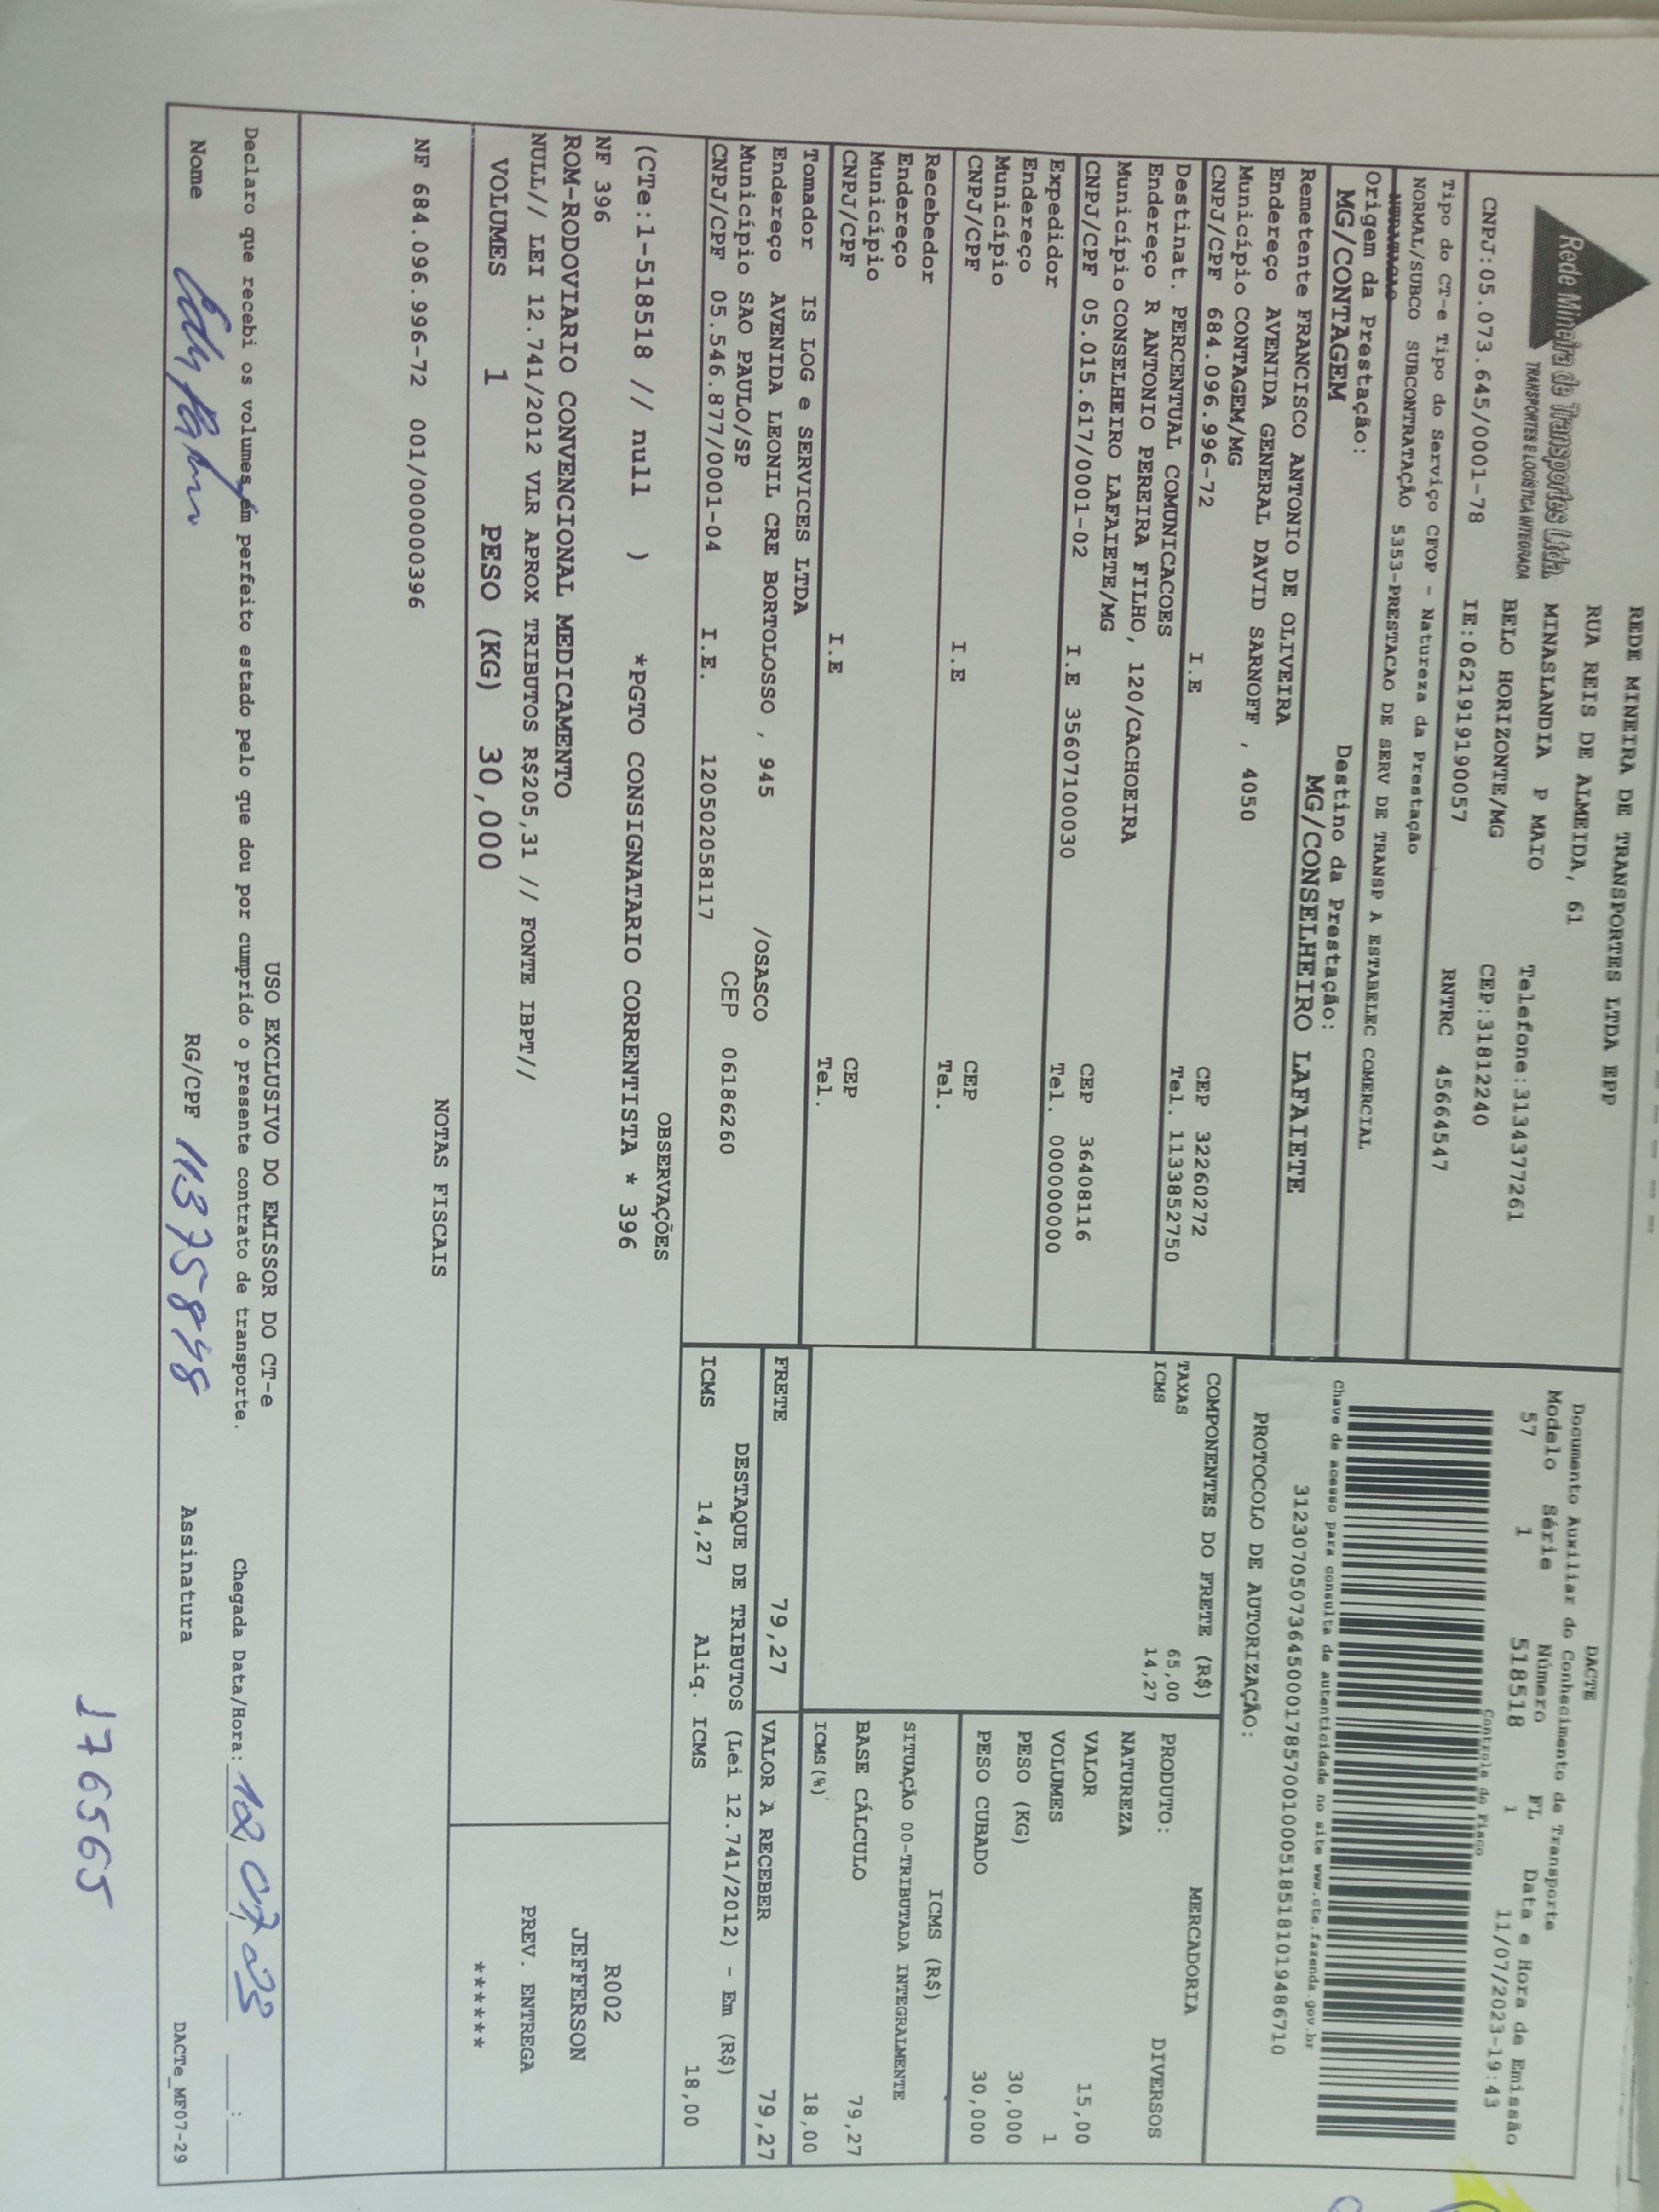 Rede Mineira de Transportes Ltda.
TRANSPORTES E LOGÍSTICA INTEGRADA
REDE MINEIRA DE TRANSPORTES LTDA EPP
RUA REIS DE ALMEIDA, 61
MINASLANDIA P MAIO Telefone:3134377261
BELO HORIZONTE/MG CEP:31812240
CNPJ:05.073.645/0001-78 IE:0621919190057 RNTRC 45664547
Tipo do CT-e Tipo do Serviço CFOP - Natureza da Prestação
NORMAL/SUBCO SUBCONTRATAÇÃO 5353-PRESTACAO DE SERV DE TRANSP A ESTABELEC COMERCIAL
Origem da Prestação: Destino da Prestação:
MG/CONTAGEM MG/CONSELHEIRO LAFAIETE
DACTE
Documento Auxiliar do Conhecimento de Transporte
Modelo Série Número FL Data e Hora de Emissão
57 1 518518 1 11/07/2023-19:43
Controle do Fisco
Chave de acesso para consulta de autenticidade no site www.cte.fazenda.gov.br
31230705073645000178570010005185181019486710
PROTOCOLO DE AUTORIZAÇÃO:
Remetente FRANCISCO ANTONIO DE OLIVEIRA
Endereço AVENIDA GENERAL DAVID SARNOFF , 4050
Município CONTAGEM/MG CEP 32260272
CNPJ/CPF 684.096.996-72 I.E Tel. 1133852750
Destinat. PERCENTUAL COMUNICACOES
Endereço R ANTONIO PEREIRA FILHO, 120/CACHOEIRA
Município CONSELHEIRO LAFAIETE/MG CEP 36408116
CNPJ/CPF 05.015.617/0001-02 I.E 35607100030 Tel. 00000000
Expedidor
Endereço
Município CEP
CNPJ/CPF I.E Tel.
Recebedor
Endereço
Município CEP
CNPJ/CPF I.E Tel.
Tomador IS LOG e SERVICES LTDA
Endereço AVENIDA LEONIL CRE BORTOLOSSO , 945 /OSASCO
Município SAO PAULO/SP CEP 06186260
CNPJ/CPF 05.546.877/0001-04 I.E. 120502058117
COMPONENTES DO FRETE (R$)
TAXAS 65,00
ICMS 14,27
MERCADORIA
PRODUTO: DIVERSOS
NATUREZA
VALOR 15,00
VOLUMES 1
PESO (KG) 30,000
PESO CUBADO 30,000
ICMS (R$)
SITUAÇÃO 00-TRIBUTADA INTEGRALMENTE
BASE CÁLCULO 79,27
ICMS(%) 18,00
FRETE 79,27 VALOR A RECEBER 79,27
DESTAQUE DE TRIBUTOS (Lei 12.741/2012) - Em (R$)
ICMS 14,27 Aliq. ICMS 18,00
OBSERVAÇÕES
(CTe:1-518518 // null ) *PGTO CONSIGNATARIO CORRENTISTA * 396
NF 396
ROM-RODOVIARIO CONVENCIONAL MEDICAMENTO
NULL// LEI 12.741/2012 VLR APROX TRIBUTOS R$205,31 // FONTE IBPT//
VOLUMES 1 PESO (KG) 30,000
R002
JEFFERSON
PREV. ENTREGA
*******
NOTAS FISCAIS
NF 684.096.996-72 001/000000396
USO EXCLUSIVO DO EMISSOR DO CT-e
Declaro que recebi os volumes em perfeito estado pelo que dou por cumprido o presente contrato de transporte. Chegada Data/Hora: 12 07 23 __:__
Nome RG/CPF 11375848 Assinatura
DACTe_MF07-29
176565